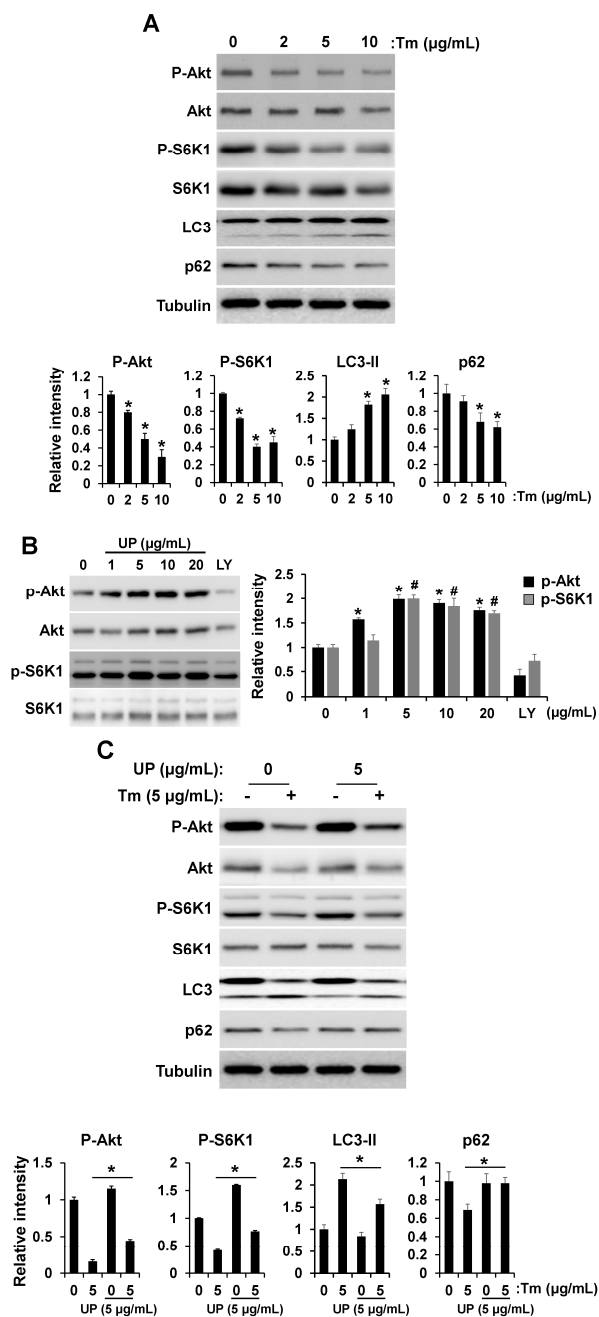 A
0 2 5 10 :Tm (µg/mL)
P-Akt
Akt
P-S6K1
S6K1
LC3
p62
Tubulin
P-Akt P-S6K1 LC3-II p62
Relative intensity
1.2 1.2 2.5 1.2
1 1 2 1
0.8 0.8 1.5 0.8
0.6 0.6 1 0.6
0.4 0.4 0.5 0.4
0.2 0.2 0 0.2
0 0 0
* * * * * * * * * *
0 2 5 10 0 2 5 10 0 2 5 10 0 2 5 10 :Tm (µg/mL)
B
UP (µg/mL)
0 1 5 10 20 LY
p-Akt
Akt
p-S6K1
S6K1
Relative intensity
2.5
2
1.5
1
0.5
0
* * # * # * #
p-Akt
p-S6K1
0 1 5 10 20 LY (µg/mL)
C
UP (µg/mL): 0 5
Tm (5 µg/mL): - + - +
P-Akt
Akt
P-S6K1
S6K1
LC3
p62
Tubulin
P-Akt P-S6K1 LC3-II p62
Relative intensity
1.5 2 2.5 1.2
1 1.5 2 1
0.5 1 1.5 0.8
0 0.5 1 0.6
0 0.5 0.4
0 0.2
0
* * * *
0 5 0 5 0 5 0 5 0 5 0 5 0 5 0 5 :Tm (µg/mL)
UP (5 µg/mL) UP (5 µg/mL) UP (5 µg/mL) UP (5 µg/mL)